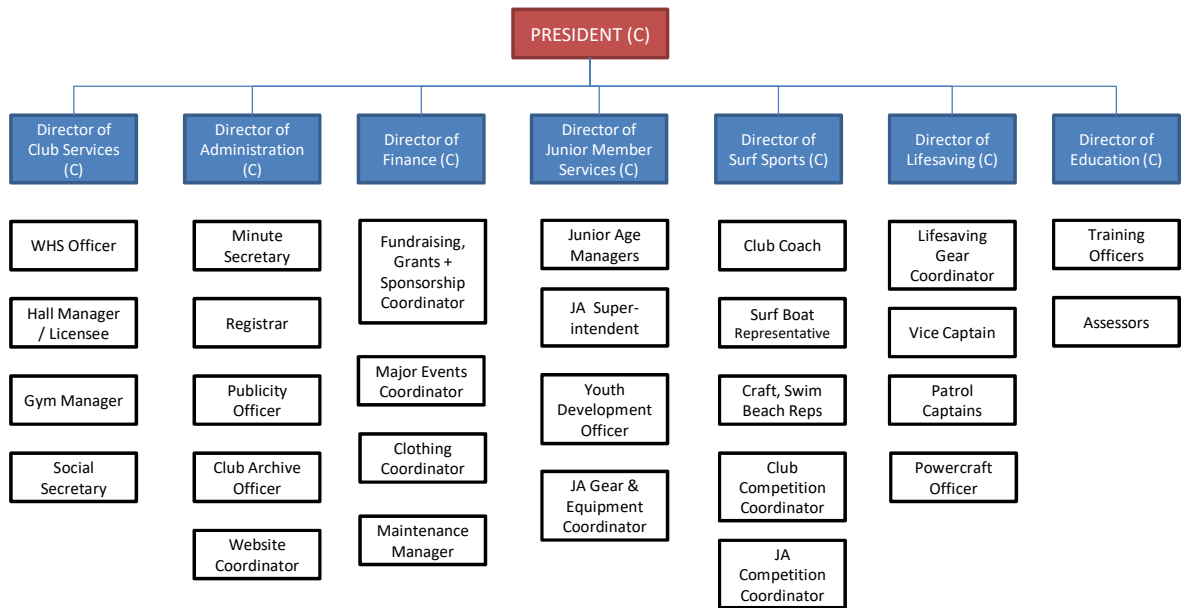 PRESIDENT (C)
Director of
Club Services
(C)
Director of
Administration
(C)
Director of
Finance (C)
Director of
Junior Member
Services (C)
Director of
Surf Sports (C)
Director of
Lifesaving (C)
Director of
Education (C)
WHS Officer
Hall Manager
/ Licensee
Gym Manager
Social
Secretary
Minute
Secretary
Registrar
Publicity
Officer
Club Archive
Officer
Website
Coordinator
Fundraising,
Grants +
Sponsorship
Coordinator
Major Events
Coordinator
Clothing
Coordinator
Maintenance
Manager
Junior Age
Managers
JA Super-
intendent
Youth
Development
Officer
JA Gear &
Equipment
Coordinator
Club Coach
Surf Boat
Representative
Craft, Swim
Beach Reps
Club
Competition
Coordinator
JA
Competition
Coordinator
Lifesaving
Gear
Coordinator
Vice Captain
Patrol
Captains
Powercraft
Officer
Training
Officers
Assessors